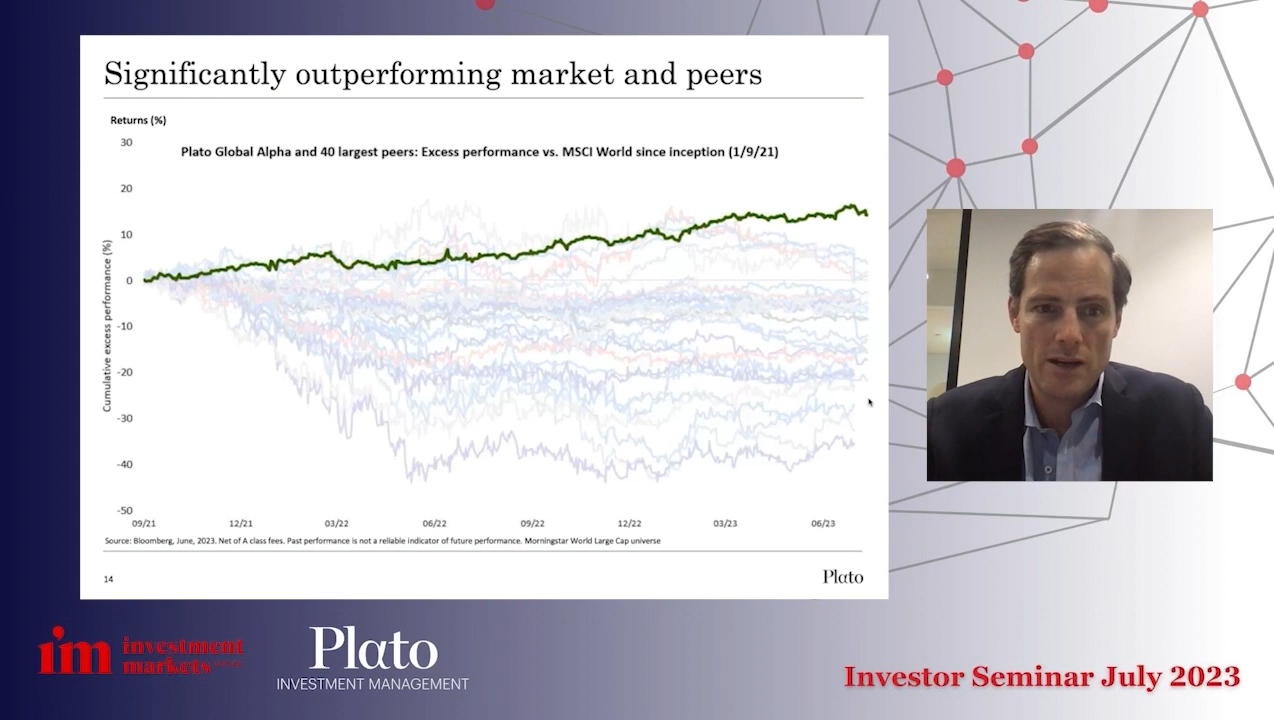 Significantly outperforming market and peers
Returns (%)
Plato Global Alpha and 40 largest peers: Excess performance vs. MSCI World since inception (1/9/21)
Cumulative excess performance (%)
30
20
10
0
-10
-20
-30
-40
-50
09/21
12/21
03/22
06/22
09/22
12/22
03/23
06/23
Source: Bloomberg, June, 2023. Net of A class fees. Past performance is not a reliable indicator of future performance. Morningstar World Large Cap universe
14
Plato
im
investment
markets
Plato
INVESTMENT MANAGEMENT
Investor Seminar July 2023